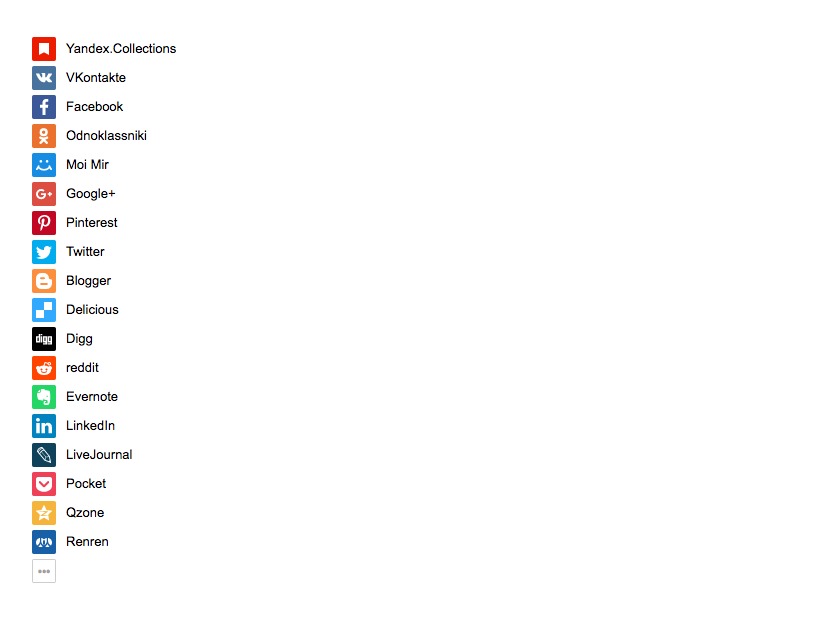 Yandex.Collections
VKontakte
Facebook
Odnoklassniki
Moi Mir
G+ Google+
Pinterest
Twitter
Blogger
Delicious
digg Digg
reddit
Evernote
in LinkedIn
LiveJournal
Pocket
Qzone
Renren